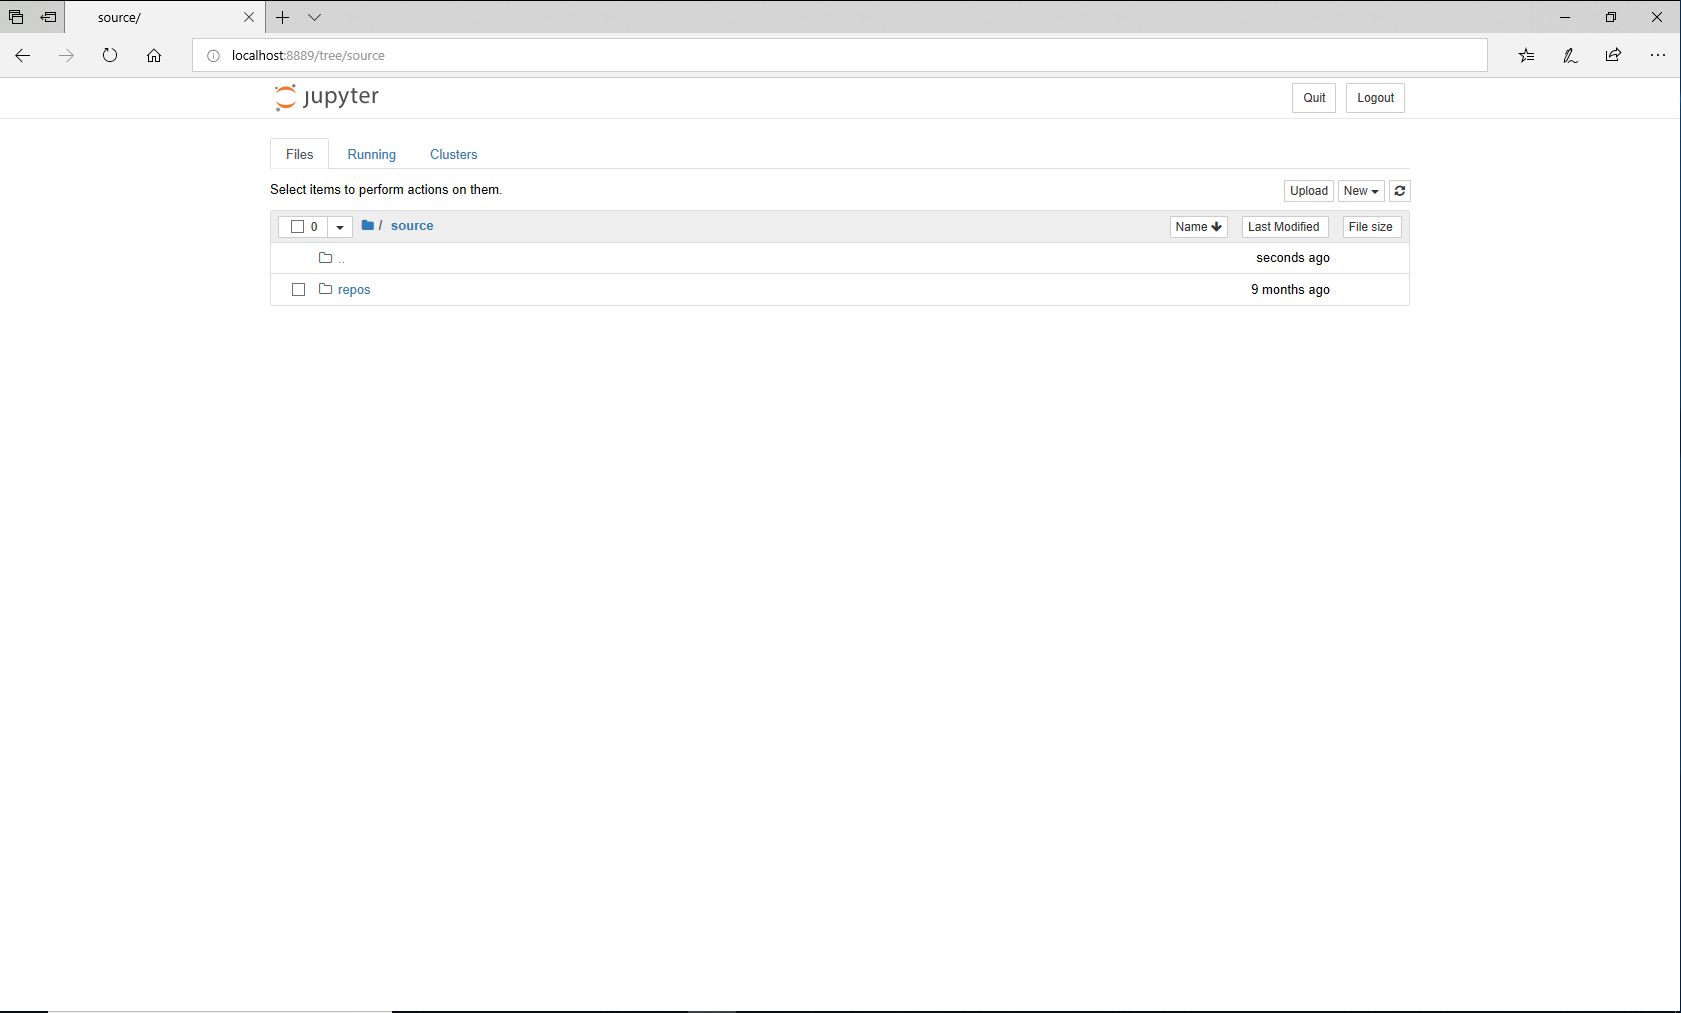 source/
localhost:8889/tree/source
jupyter
Quit
Logout
Files
Running
Clusters
Select items to perform actions on them.
Upload
New
0
/ source
Name
Last Modified
File size
..
seconds ago
repos
9 months ago